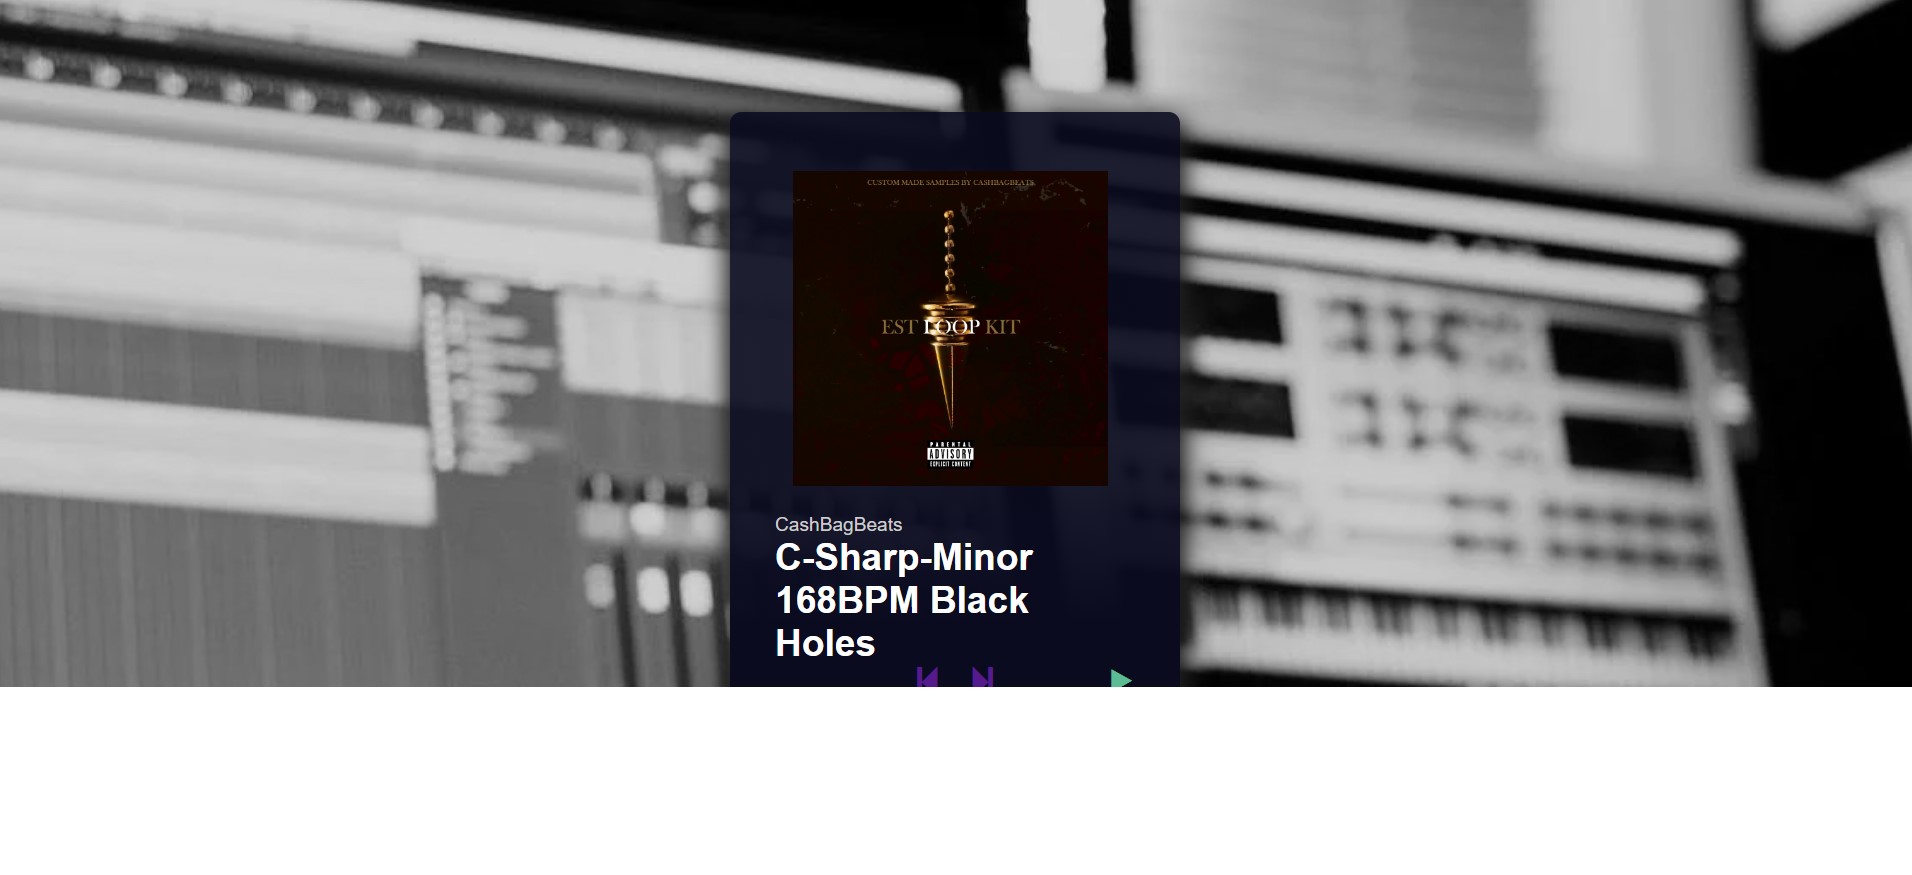 CUSTOM MADE SAMPLES BY CASHBAGBEATS
EST LOOP KIT
PARENTAL
ADVISORY
EXPLICIT CONTENT
CashBagBeats
C-Sharp-Minor
168BPM Black
Holes